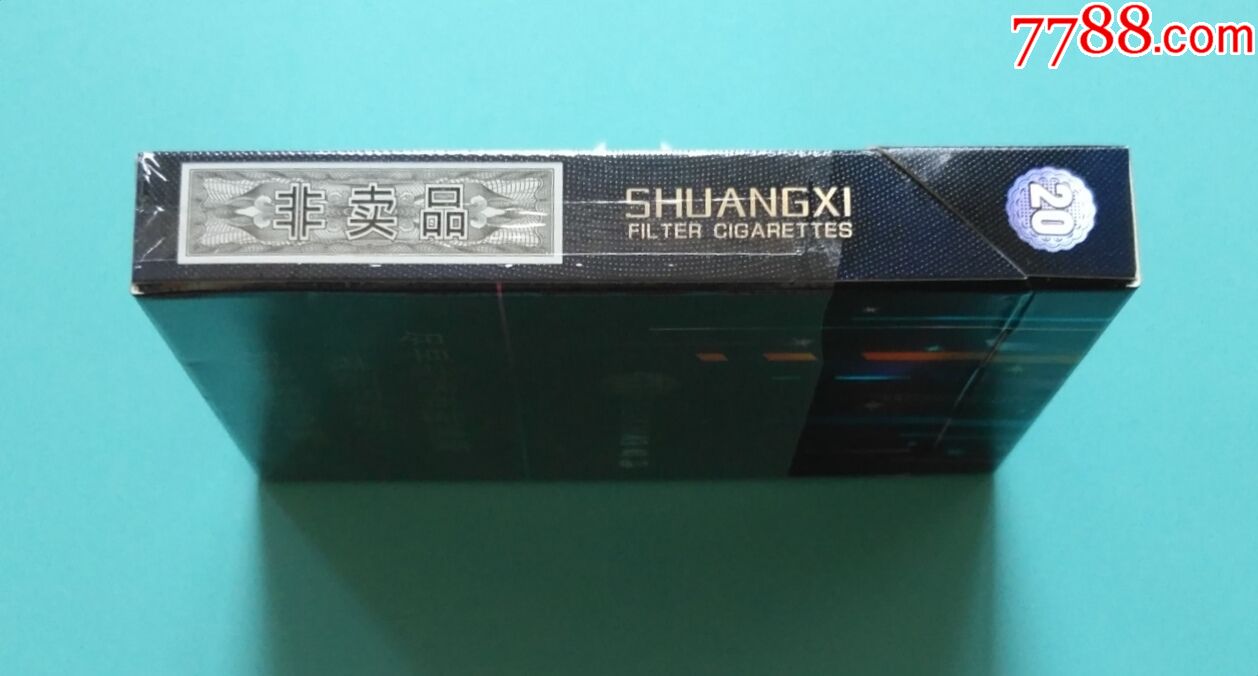 7788.com
非卖品
SHUANGXI
FILTER CIGARETTES
20